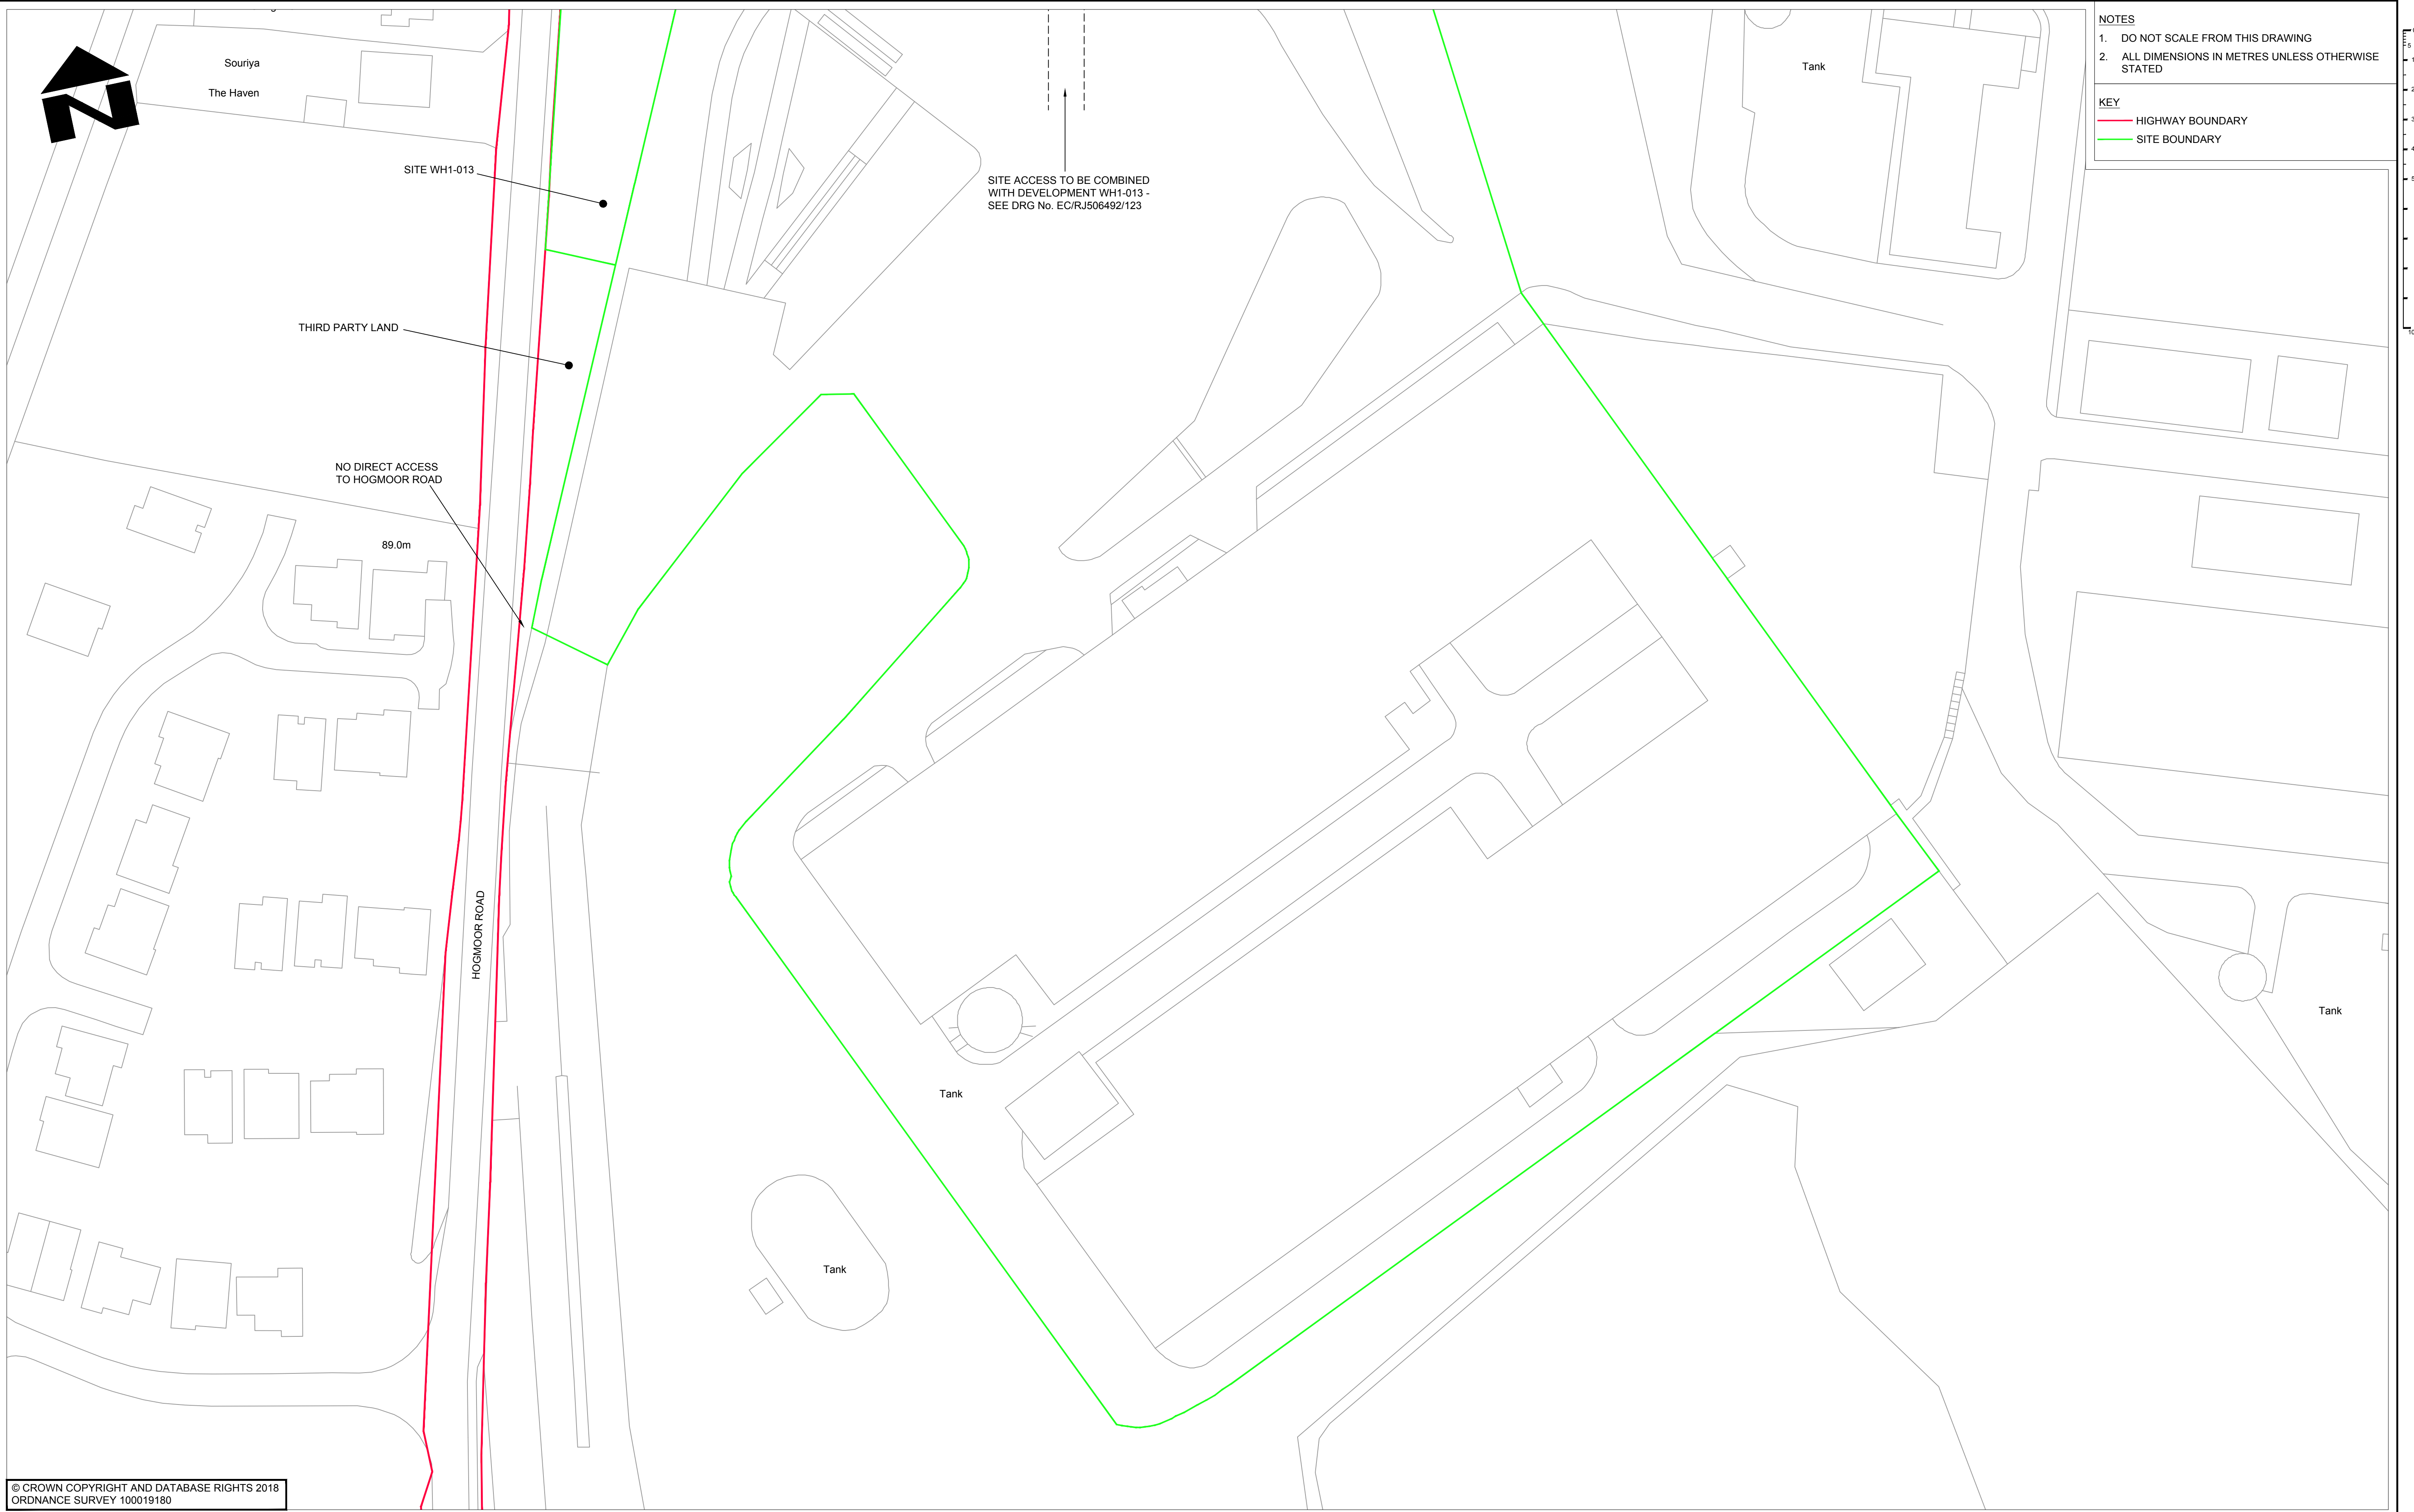 NOTES
1. DO NOT SCALE FROM THIS DRAWING
2. ALL DIMENSIONS IN METRES UNLESS OTHERWISE
STATED
KEY
HIGHWAY BOUNDARY
SITE BOUNDARY
N
Souriya
The Haven
Tank
SITE WH1-013
SITE ACCESS TO BE COMBINED
WITH DEVELOPMENT WH1-013 -
SEE DRG No. EC/RJ506492/123
THIRD PARTY LAND
NO DIRECT ACCESS
TO HOGMOOR ROAD
89.0m
HOGMOOR ROAD
Tank
Tank
Tank
© CROWN COPYRIGHT AND DATABASE RIGHTS 2018
ORDNANCE SURVEY 100019180